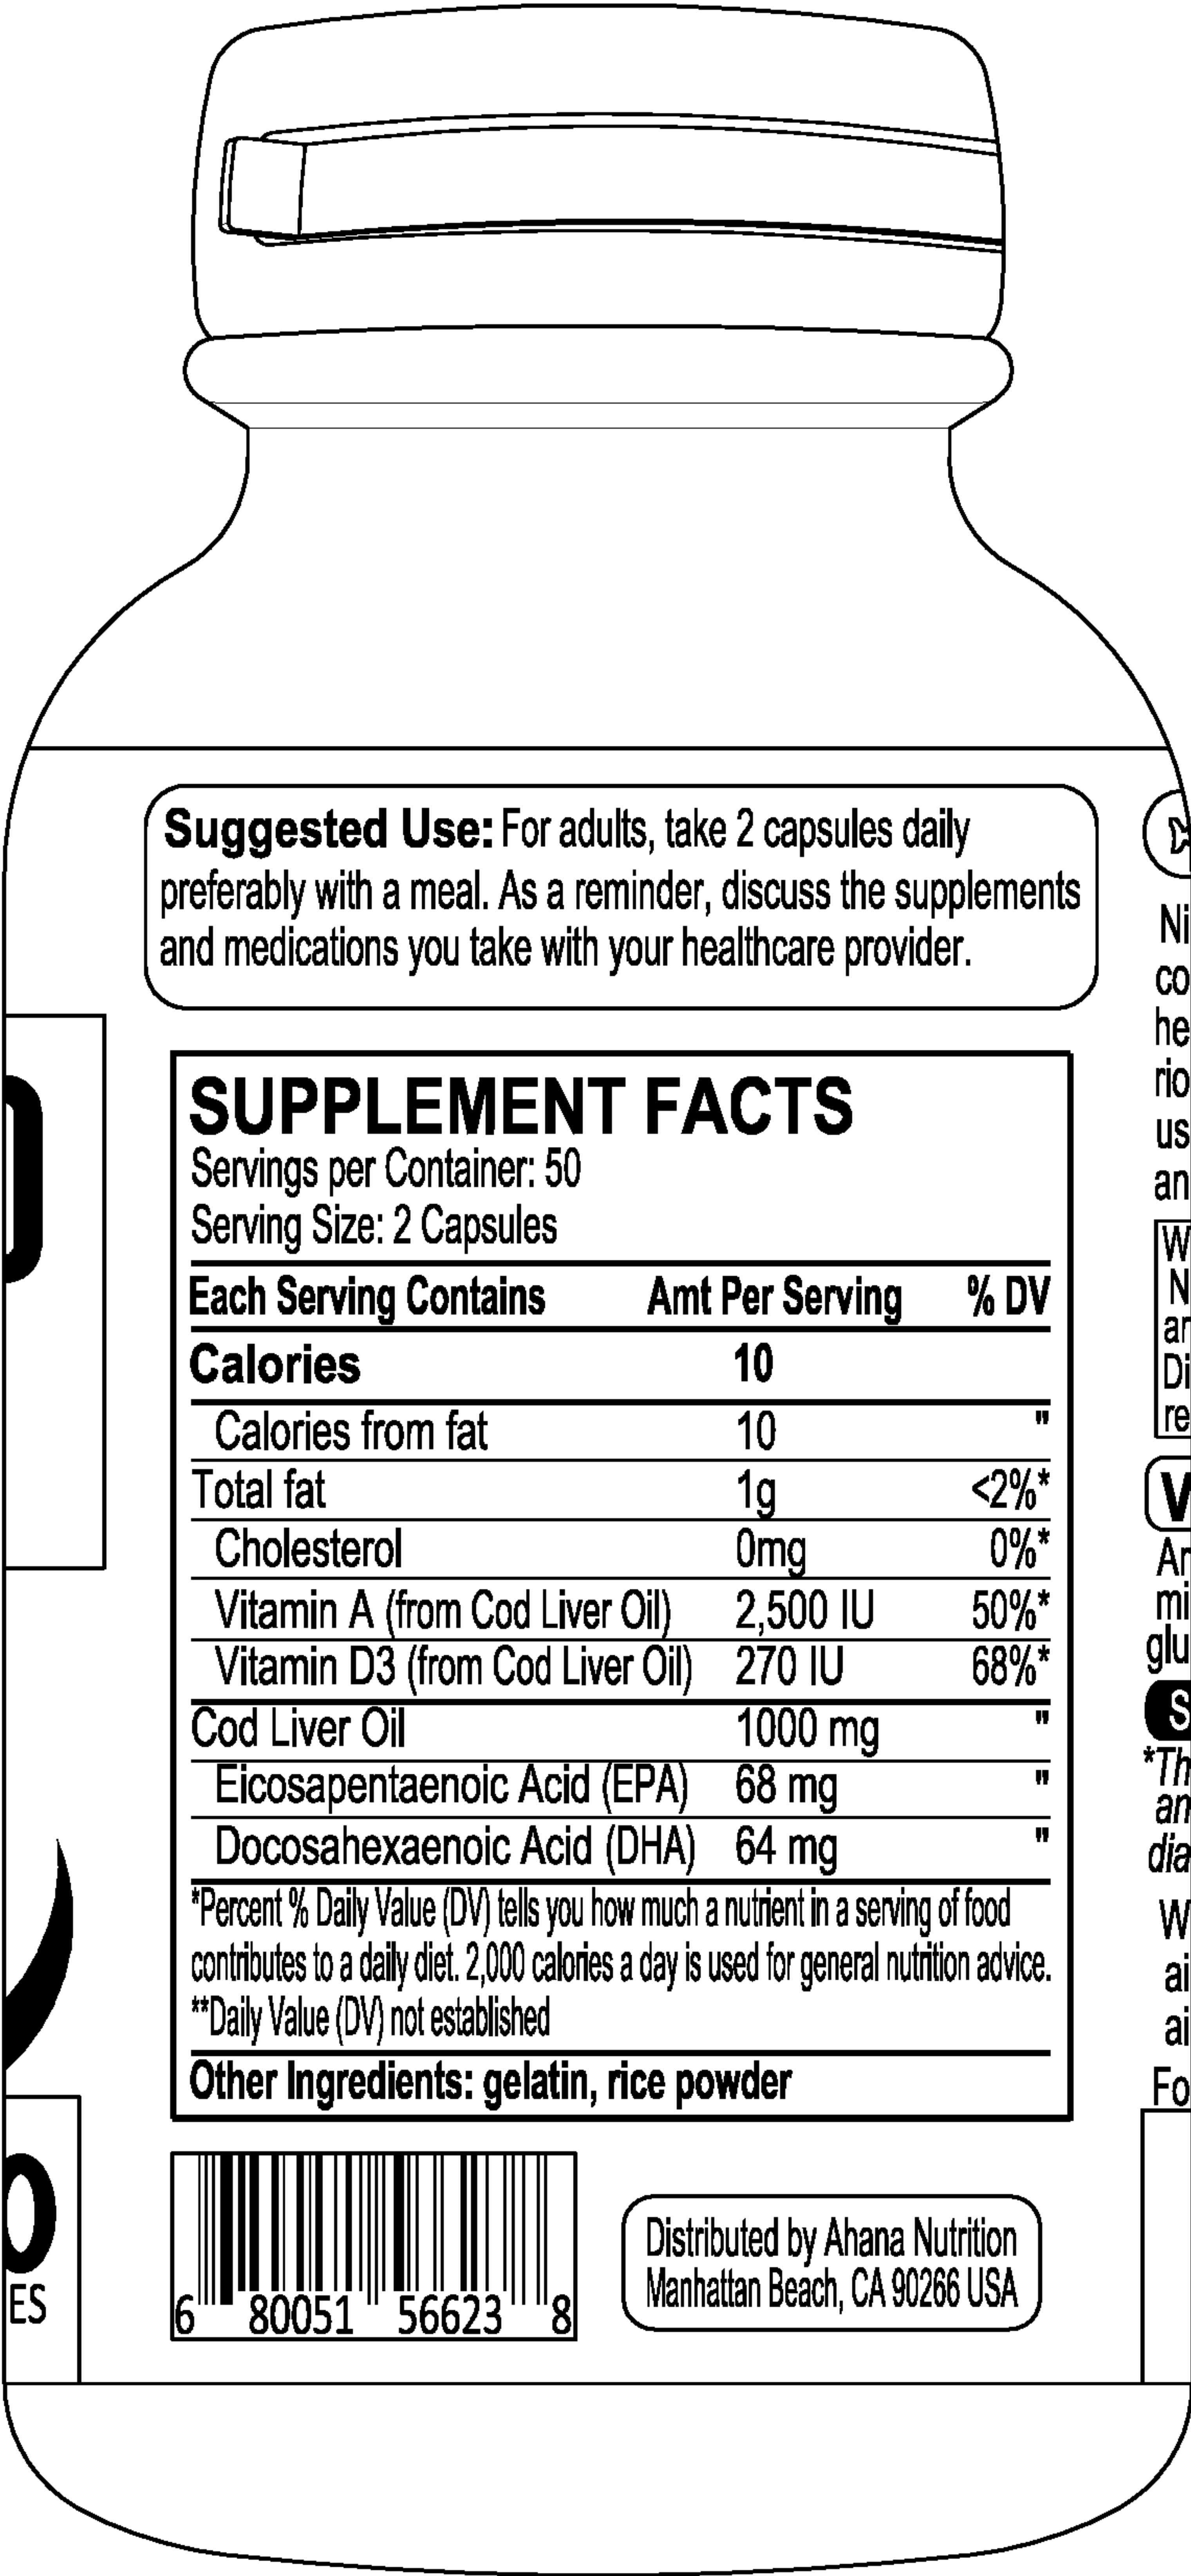 Suggested Use: For adults, take 2 capsules daily
preferably with a meal. As a reminder, discuss the supplements
and medications you take with your healthcare provider.
SUPPLEMENT FACTS
Servings per Container: 50
Serving Size: 2 Capsules
Each Serving Contains Amt Per Serving % DV
Calories 10
Calories from fat 10 "
Total fat 1g <2%*
Cholesterol 0mg 0%*
Vitamin A (from Cod Liver Oil) 2,500 IU 50%*
Vitamin D3 (from Cod Liver Oil) 270 IU 68%*
Cod Liver Oil 1000 mg "
Eicosapentaenoic Acid (EPA) 68 mg "
Docosahexaenoic Acid (DHA) 64 mg "
*Percent % Daily Value (DV) tells you how much a nutrient in a serving of food
contributes to a daily diet. 2,000 calories a day is used for general nutrition advice.
**Daily Value (DV) not established
Other Ingredients: gelatin, rice powder
6 80051 56623 8
Distributed by Ahana Nutrition
Manhattan Beach, CA 90266 USA
ES